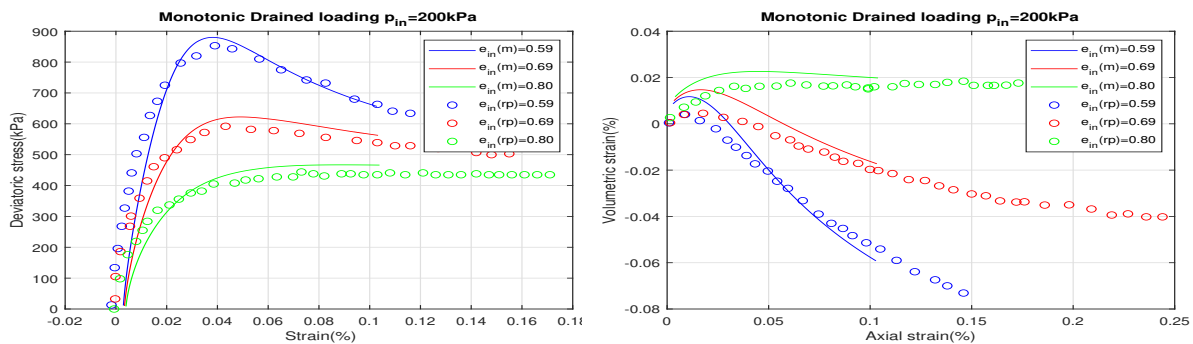 Monotonic Drained loading p_in=200kPa
Deviatoric stress(kPa)
900
800
700
600
500
400
300
200
100
0
-0.02 0 0.02 0.04 0.06 0.08 0.1 0.12 0.14 0.16 0.18
Strain(%)
e_in(m)=0.59
e_in(m)=0.69
e_in(m)=0.80
e_in(rp)=0.59
e_in(rp)=0.69
e_in(rp)=0.80
Monotonic Drained loading p_in=200kPa
Volumetric strain(%)
0.04
0.02
0
-0.02
-0.04
-0.06
-0.08
0 0.05 0.1 0.15 0.2 0.25
Axial strain(%)
e_in(m)=0.59
e_in(m)=0.69
e_in(m)=0.80
e_in(rp)=0.59
e_in(rp)=0.69
e_in(rp)=0.80